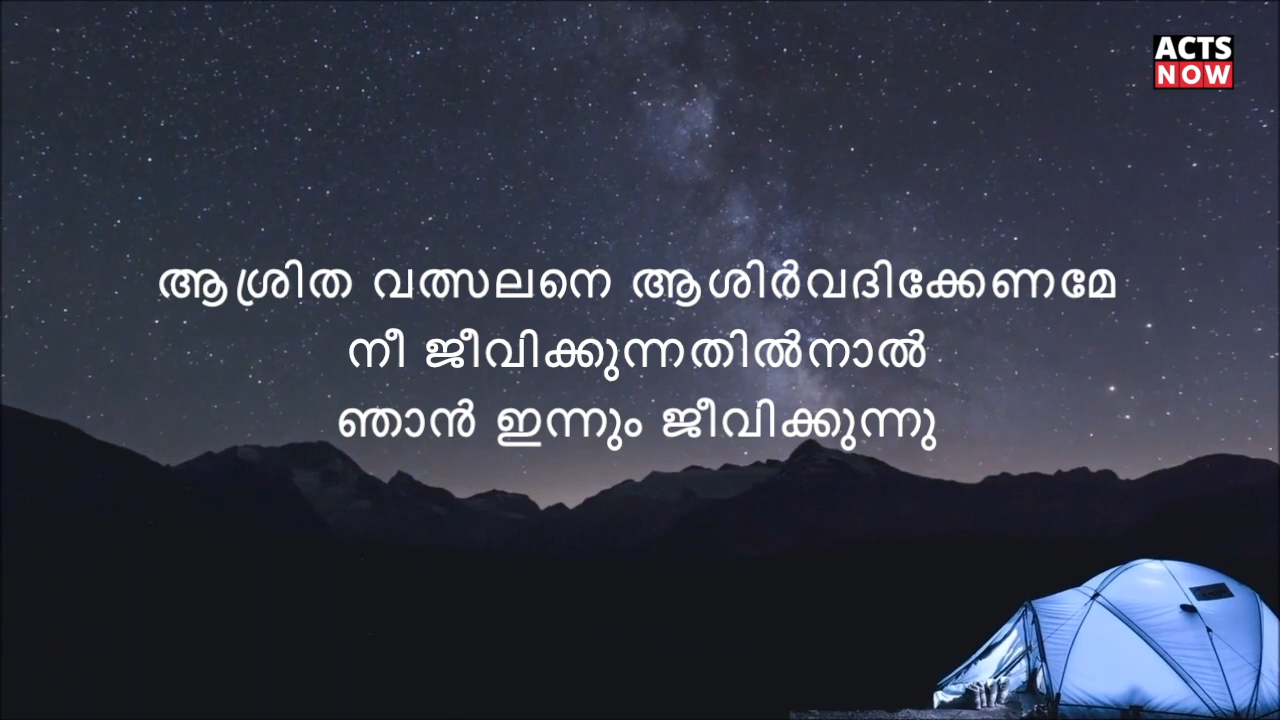 ACTS
NOW
ആശ്രിത വത്സലനെ ആശിർവദിക്കേണമേ
നീ ജീവിക്കുന്നതിൽനാൽ
ഞാൻ ഇന്നും ജീവിക്കുന്നു